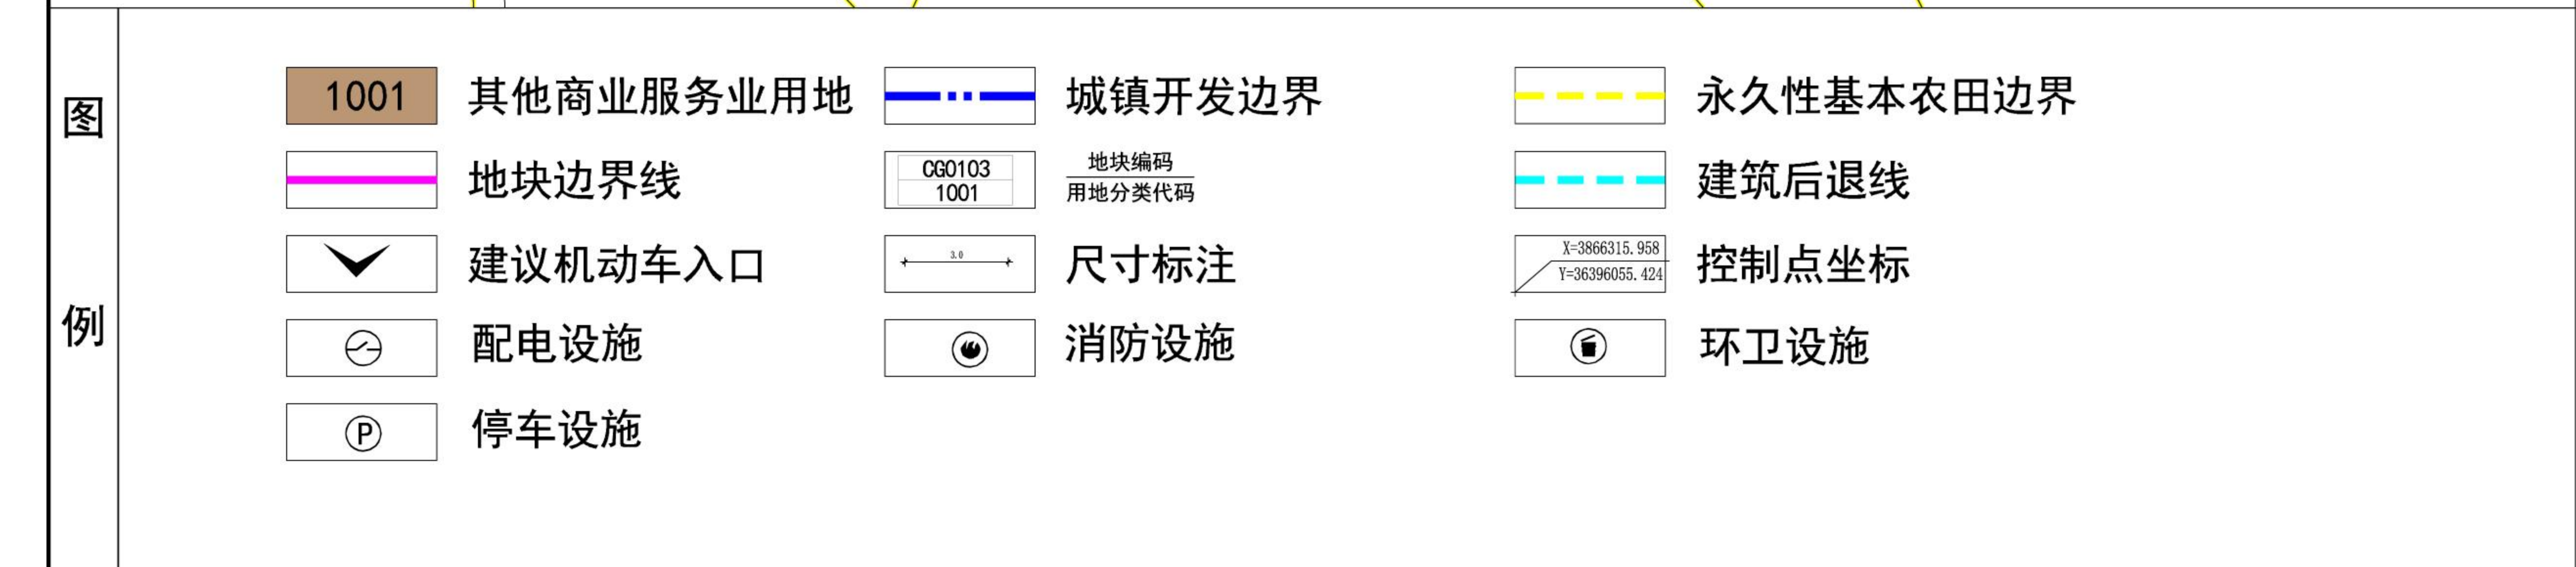 图例
1001 其他商业服务业用地 城镇开发边界 永久性基本农田边界
地块边界线 CG0103 1001 地块编码 用地分类代码 建筑后退线
建议机动车入口 3.0 尺寸标注 X=3866315.958 Y=36396055.424 控制点坐标
配电设施 消防设施 环卫设施
P 停车设施